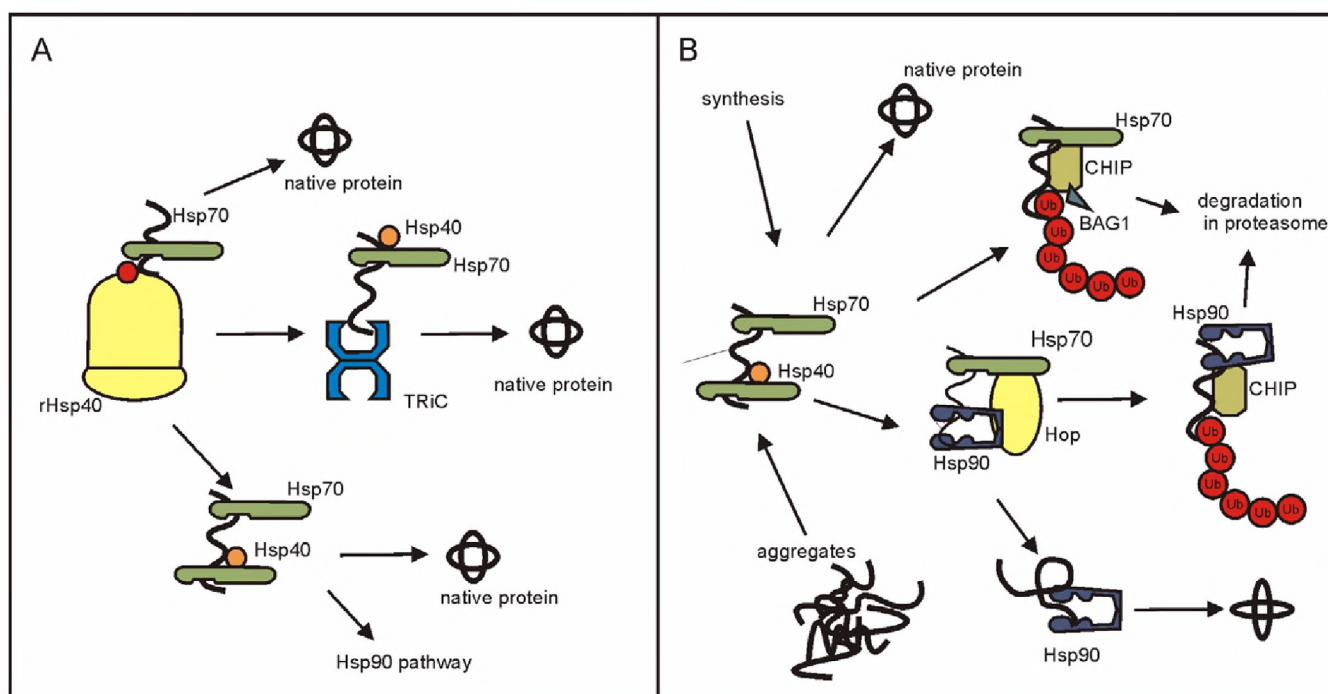 A
native protein
Hsp70
Hsp40
Hsp70
rHsp40
TRiC
native protein
Hsp70
Hsp40
native protein
Hsp90 pathway
B
native protein
synthesis
Hsp70
CHIP
Ub
BAG1
degradation
in proteasome
Ub
Ub
Ub
Ub
Ub
Hsp70
Hsp40
Hsp70
Hsp90
Hop
Hsp90
CHIP
Ub
Ub
Ub
Ub
Ub
Ub
aggregates
Hsp90